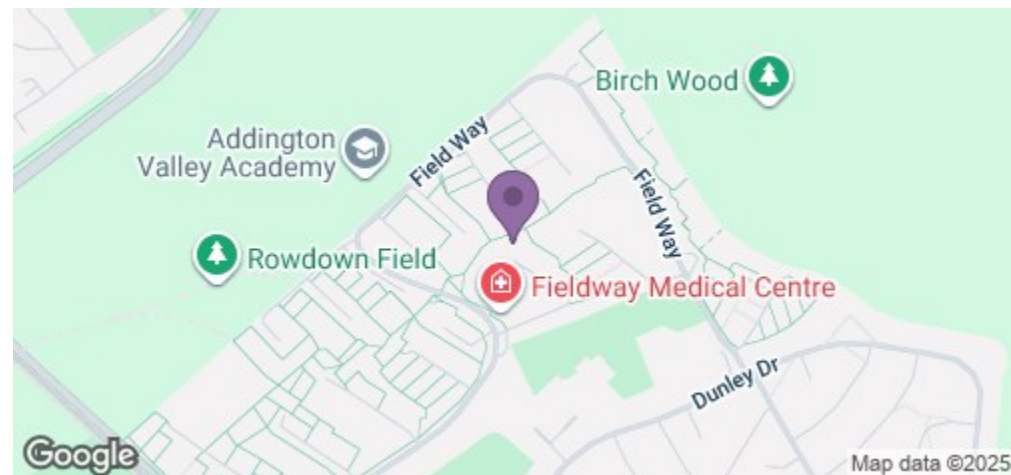 Birch Wood
Addington
Valley Academy
Field Way
Field Way
Rowdown Field
Fieldway Medical Centre
Dunley Dr
Google
Map data ©2025